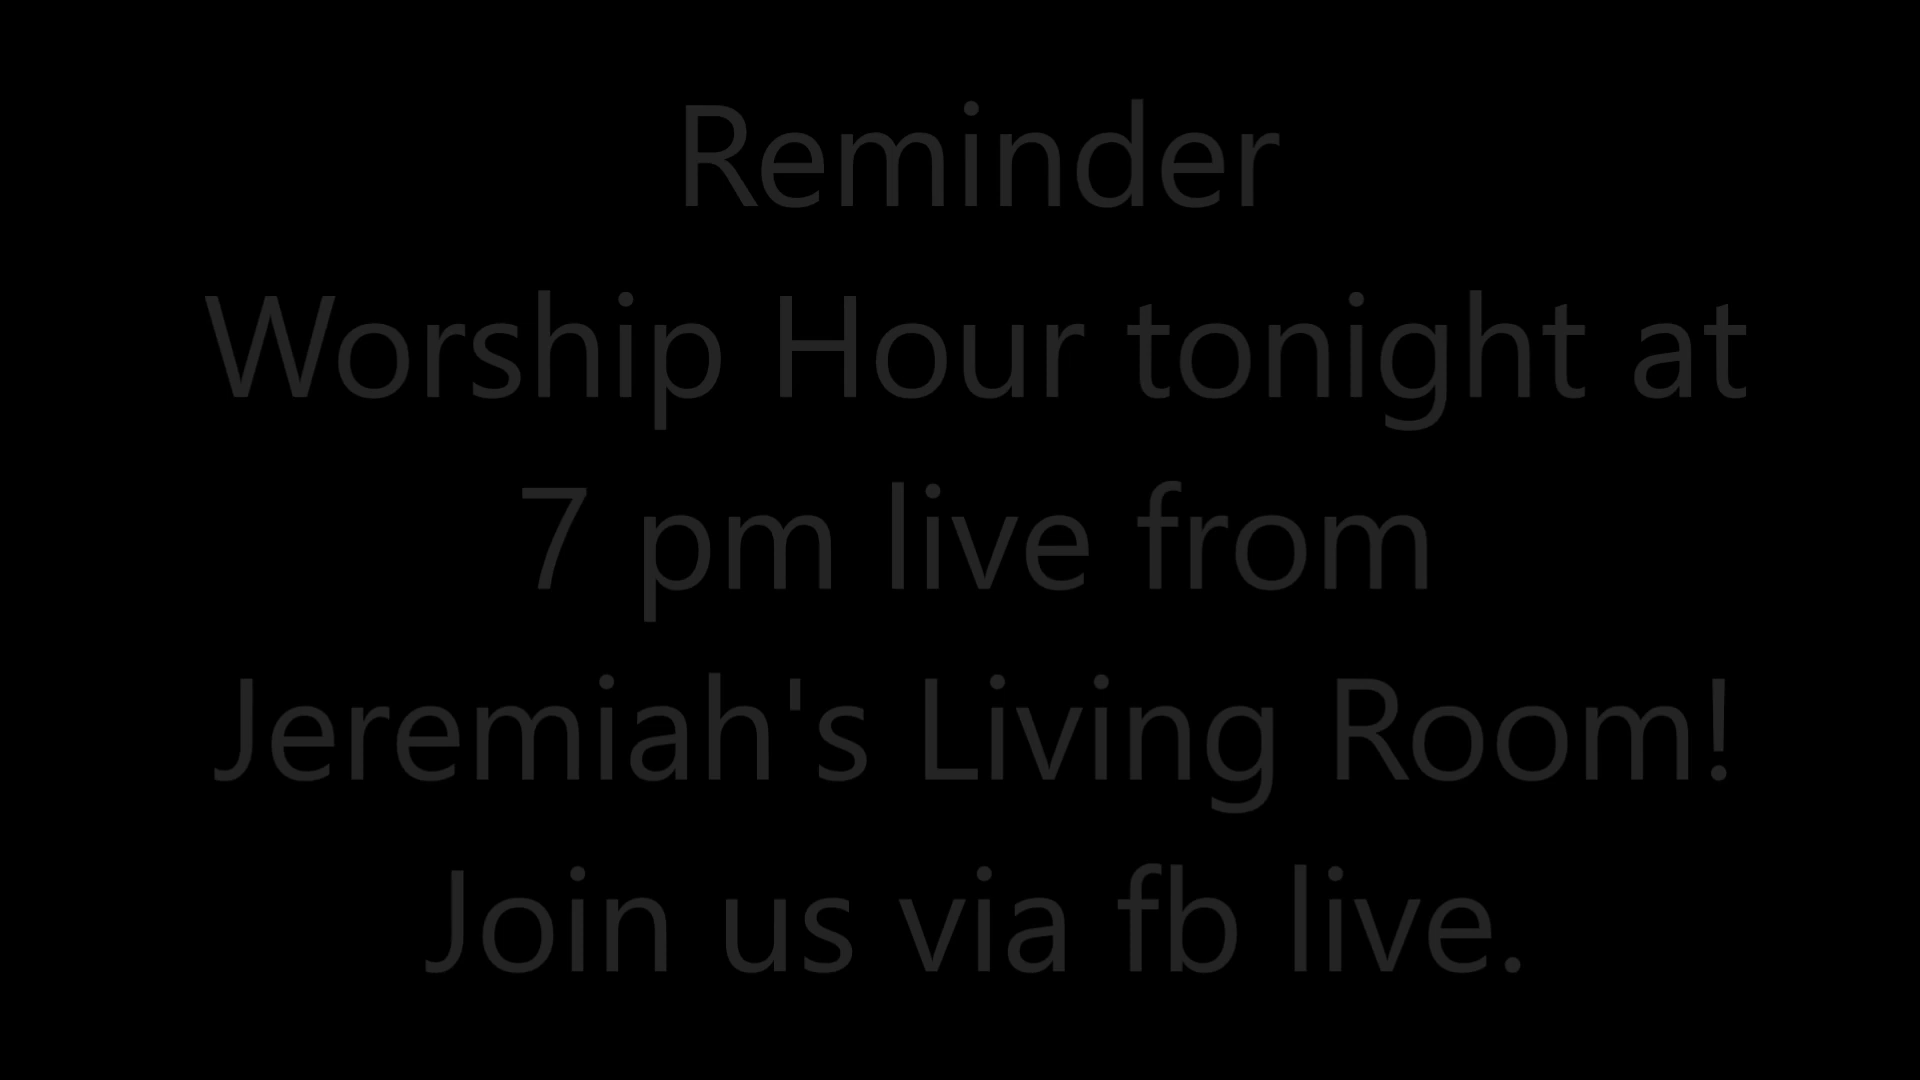 Reminder
Worship Hour tonight at
7 pm live from
Jeremiah's Living Room!
Join us via fb live.